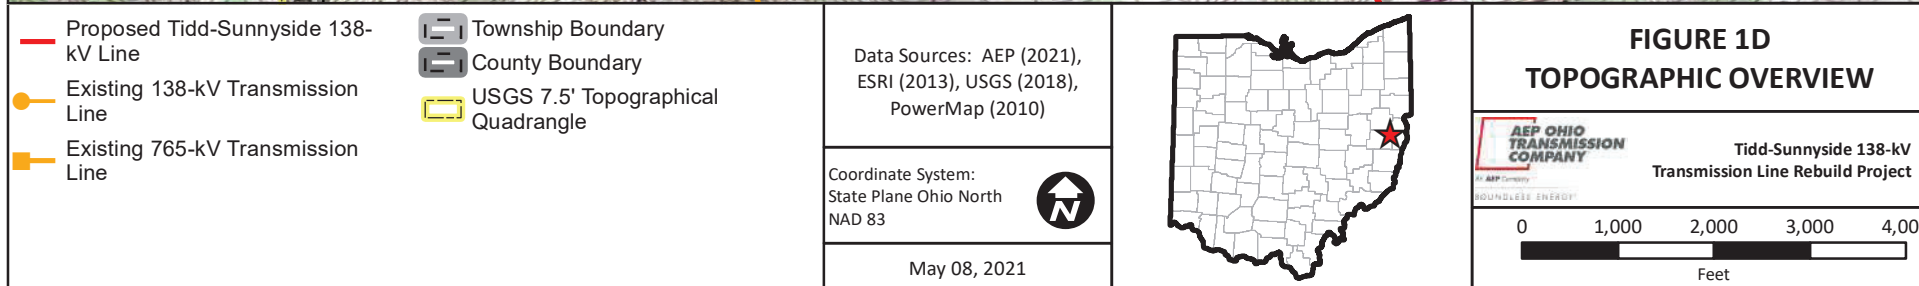 Proposed Tidd-Sunnyside 138-
kV Line
Existing 138-kV Transmission
Line
Existing 765-kV Transmission
Line
Township Boundary
County Boundary
USGS 7.5' Topographical
Quadrangle
Data Sources: AEP (2021),
ESRI (2013), USGS (2018),
PowerMap (2010)
Coordinate System:
State Plane Ohio North
NAD 83
N
May 08, 2021
FIGURE 1D
TOPOGRAPHIC OVERVIEW
AEP OHIO
TRANSMISSION
COMPANY
An AEP Company
BOUNDLESS ENERGY
Tidd-Sunnyside 138-kV
Transmission Line Rebuild Project
0 1,000 2,000 3,000 4,00
Feet